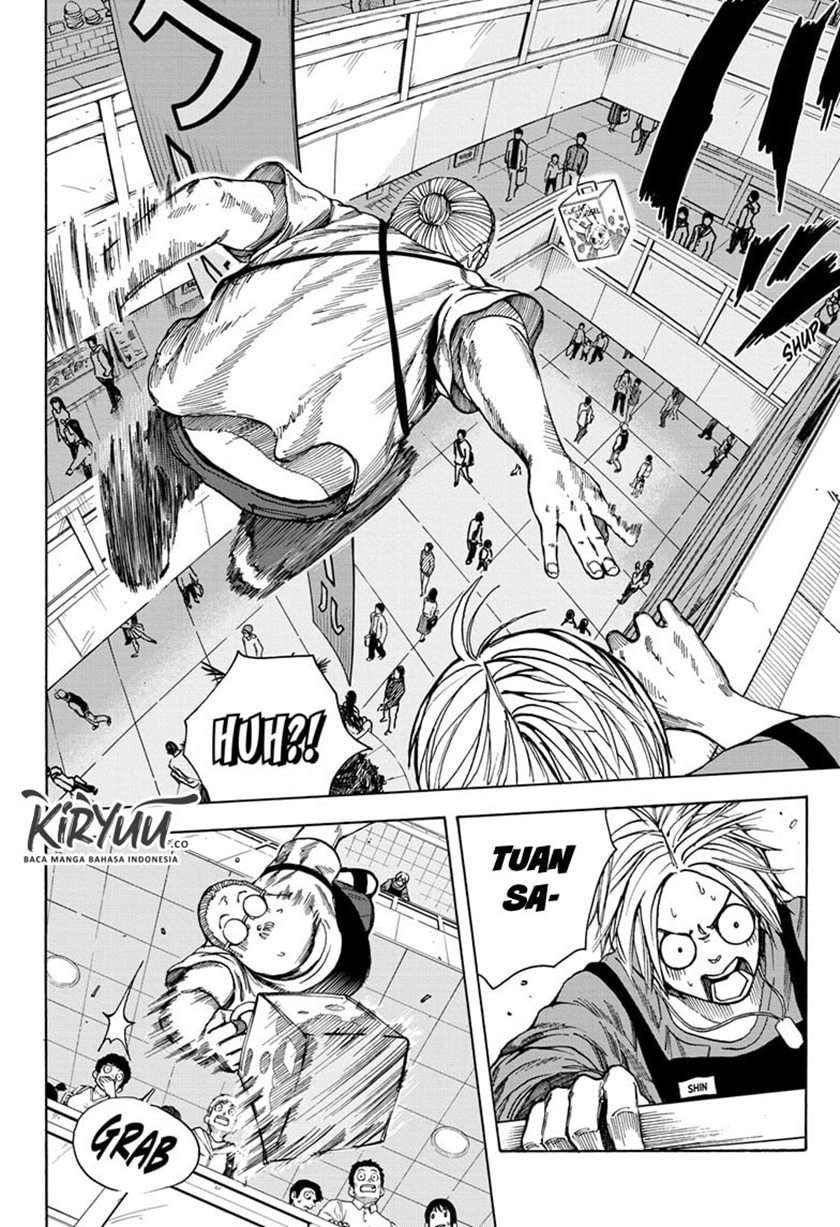 SHUP
HUH?!
TUAN
SA-
SHIN
KIRYUU.CO
BACA MANGA BAHASA INDONESIA
GRAB